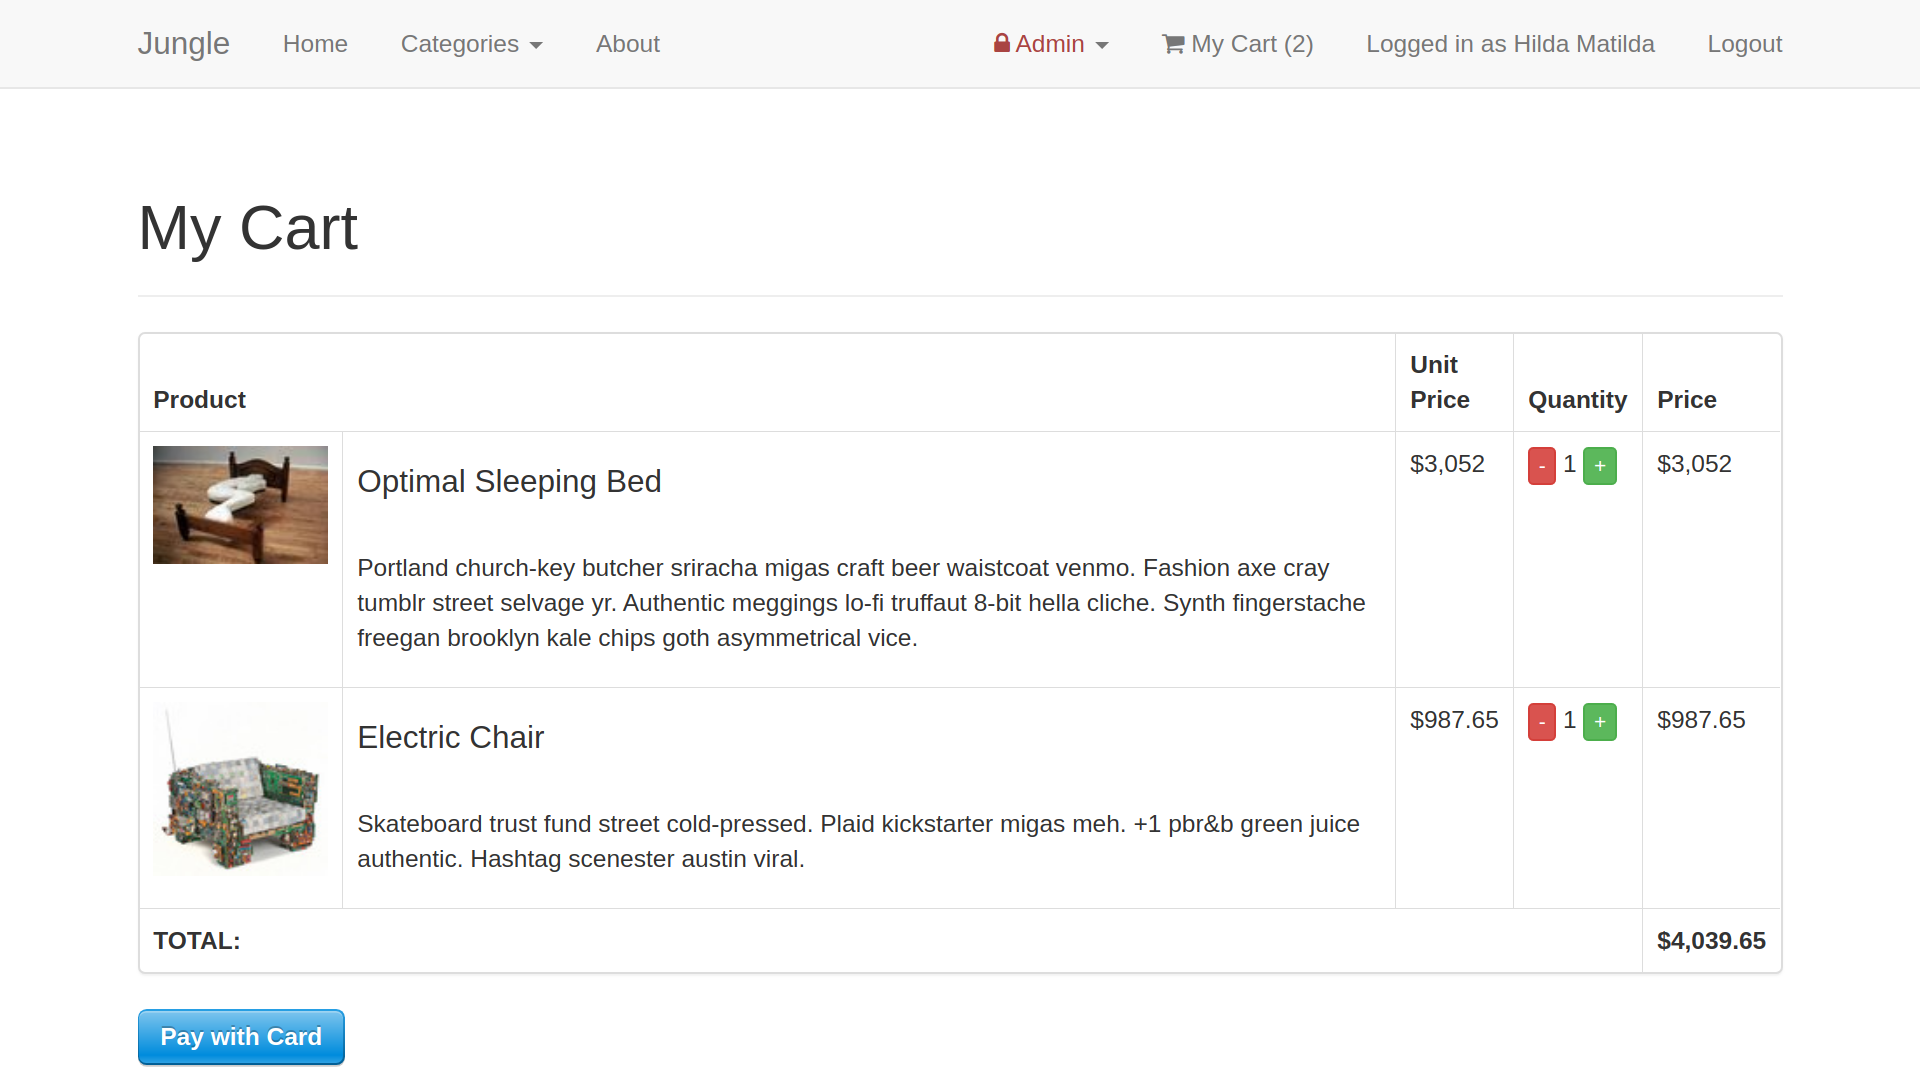 Jungle Home Categories About Admin My Cart (2) Logged in as Hilda Matilda Logout
My Cart
Product Unit Price Quantity Price
Optimal Sleeping Bed $3,052 - 1 + $3,052
Portland church-key butcher sriracha migas craft beer waistcoat venmo. Fashion axe cray
tumblr street selvage yr. Authentic meggings lo-fi truffaut 8-bit hella cliche. Synth fingerstache
freegan brooklyn kale chips goth asymmetrical vice.
Electric Chair $987.65 - 1 + $987.65
Skateboard trust fund street cold-pressed. Plaid kickstarter migas meh. +1 pbr&b green juice
authentic. Hashtag scenester austin viral.
TOTAL: $4,039.65
Pay with Card